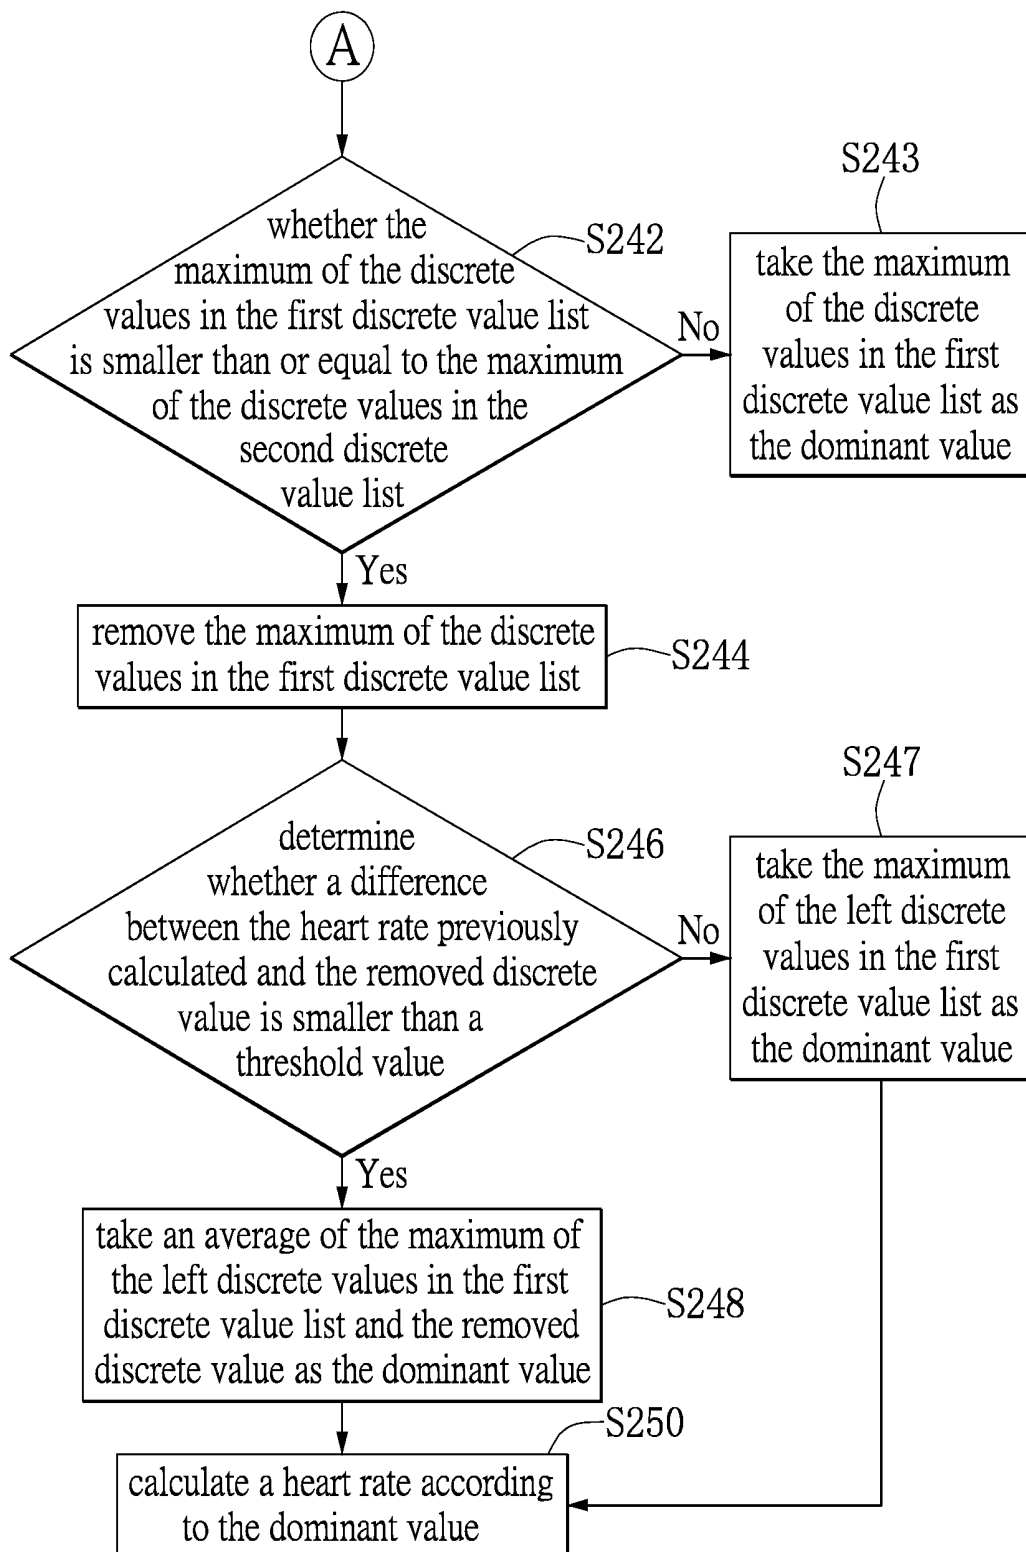 A
whether the
maximum of the discrete
values in the first discrete value list
is smaller than or equal to the maximum
of the discrete values in the
second discrete
value list
S242
No
S243
take the maximum
of the discrete
values in the first
discrete value list as
the dominant value
Yes
remove the maximum of the discrete
values in the first discrete value list
S244
determine
whether a difference
between the heart rate previously
calculated and the removed discrete
value is smaller than a
threshold value
S246
No
S247
take the maximum
of the left discrete
values in the first
discrete value list as
the dominant value
Yes
take an average of the maximum of
the left discrete values in the first
discrete value list and the removed
discrete value as the dominant value
S248
S250
calculate a heart rate according
to the dominant value